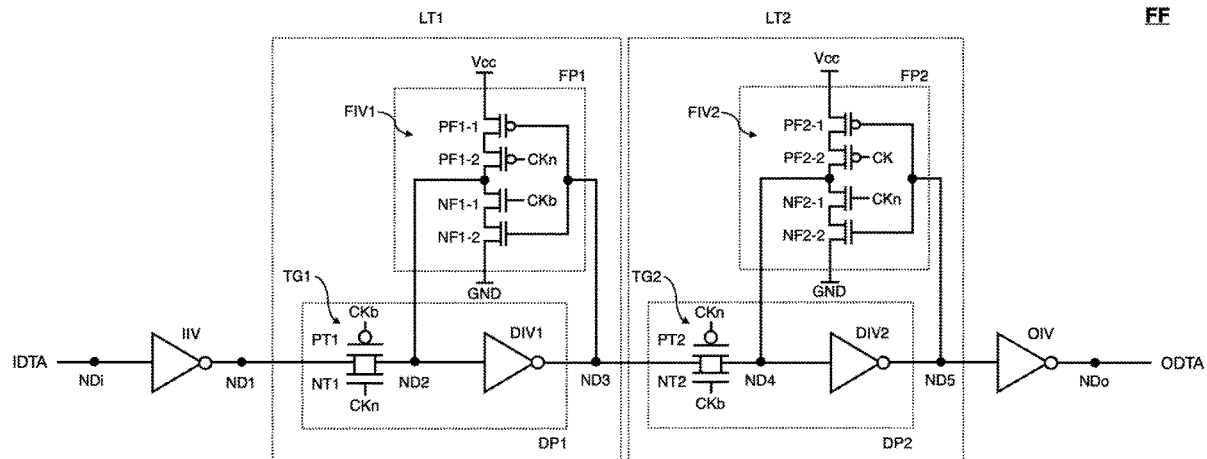 LT1
LT2
FF
Vcc
FP1
FIV1
PF1-1
PF1-2
CKn
NF1-1
CKb
NF1-2
GND
Vcc
FP2
FIV2
PF2-1
PF2-2
CK
NF2-1
CKn
NF2-2
GND
TG1
CKb
PT1
DIV1
NT1
CKn
TG2
CKn
PT2
DIV2
NT2
CKb
IDTA
NDi
IIV
ND1
ND2
ND3
ND4
ND5
OIV
NDo
ODTA
DP1
DP2